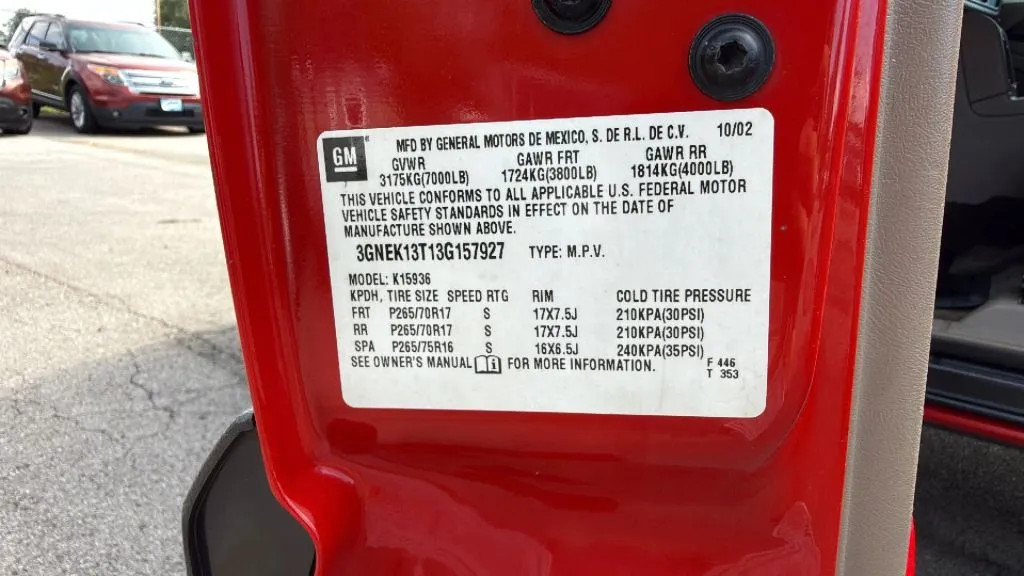 GM ® MFD BY GENERAL MOTORS DE MEXICO, S. DE R.L. DE C.V. 10/02
GVWR GAWR FRT GAWR RR
3175KG(7000LB) 1724KG(3800LB) 1814KG(4000LB)
THIS VEHICLE CONFORMS TO ALL APPLICABLE U.S. FEDERAL MOTOR
VEHICLE SAFETY STANDARDS IN EFFECT ON THE DATE OF
MANUFACTURE SHOWN ABOVE.
3GNEK13T13G157927 TYPE: M.P.V.
MODEL: K15936
KPDH, TIRE SIZE SPEED RTG RIM COLD TIRE PRESSURE
FRT P265/70R17 S 17X7.5J 210KPA(30PSI)
RR P265/70R17 S 17X7.5J 210KPA(30PSI)
SPA P265/75R16 S 16X6.5J 240KPA(35PSI)
SEE OWNER'S MANUAL FOR MORE INFORMATION.
F 446
T 353